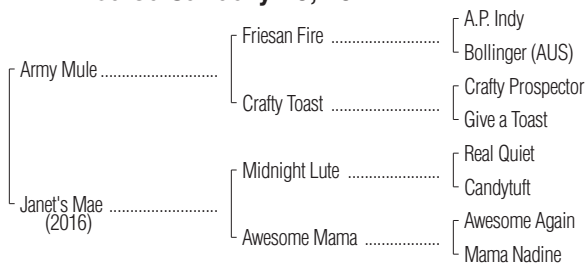 A.P. Indy
Friesan Fire ............................
Bollinger (AUS)
Army Mule ..............................
Crafty Prospector
Crafty Toast ............................
Give a Toast
Real Quiet
Midnight Lute ........................
Candytuft
Janet's Mae ............................
(2016)
Awesome Again
Awesome Mama ...................
Mama Nadine